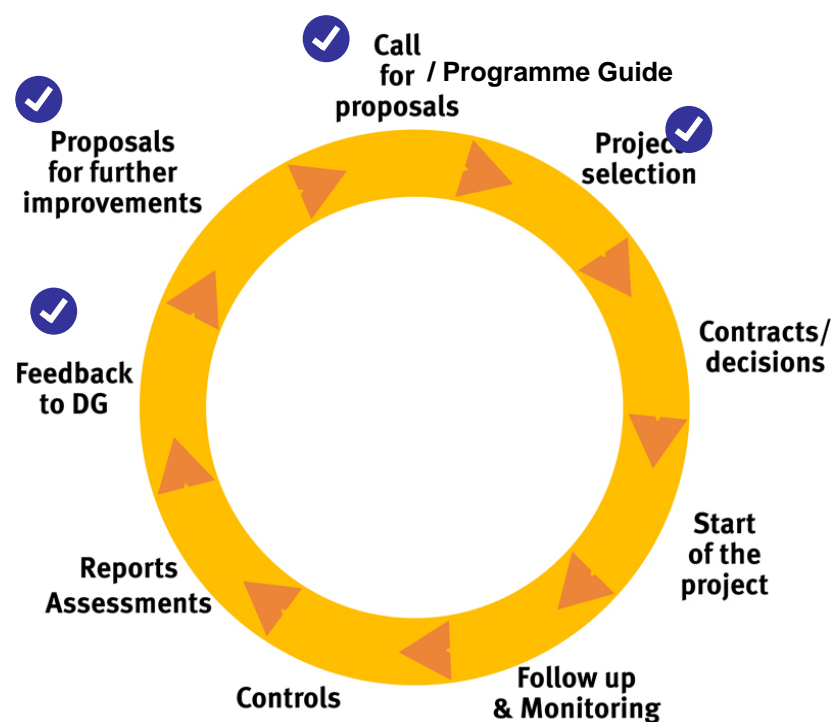 Call
for / Programme Guide
proposals
Project
selection
Contracts/
decisions
Start
of the
project
Follow up
& Monitoring
Controls
Reports
Assessments
Feedback
to DG
Proposals
for further
improvements